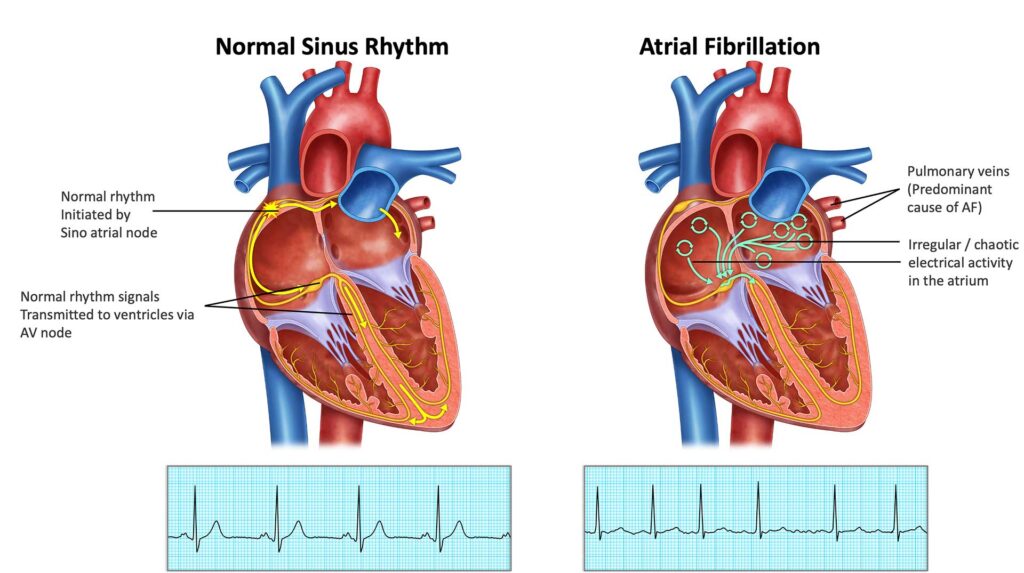 Normal Sinus Rhythm
Normal rhythm
Initiated by
Sino atrial node
Normal rhythm signals
Transmitted to ventricles via
AV node
Atrial Fibrillation
Pulmonary veins
(Predominant
cause of AF)
Irregular / chaotic
electrical activity
in the atrium